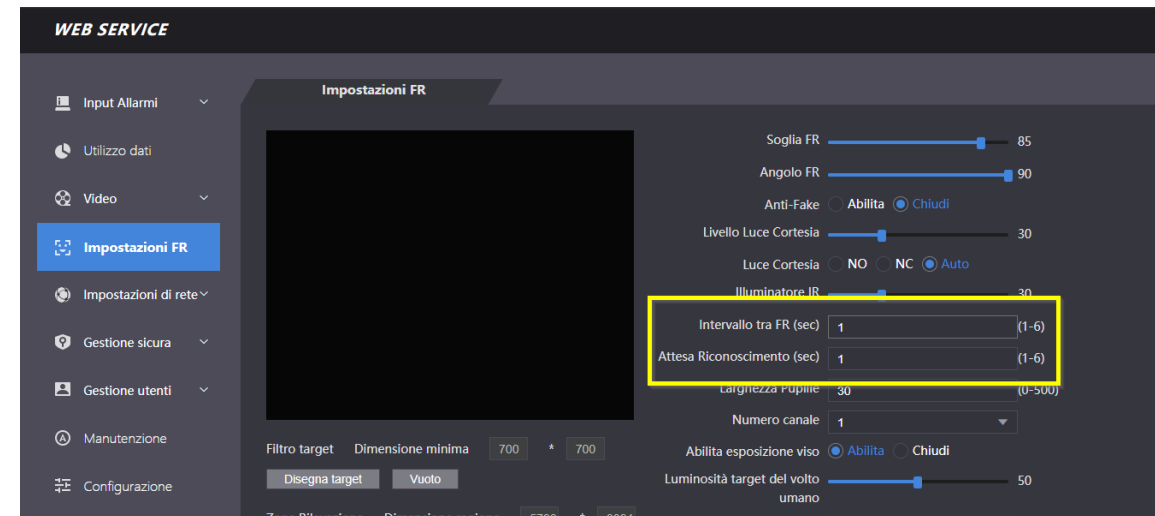 WEB SERVICE
Impostazioni FR
Input Allarmi
Utilizzo dati
Video
Impostazioni FR
Impostazioni di rete
Gestione sicura
Gestione utenti
Manutenzione
Configurazione
Soglia FR 85
Angolo FR 90
Anti-Fake Abilita Chiudi
Livello Luce Cortesia 30
Luce Cortesia NO NC Auto
Illuminatore IR 30
Intervallo tra FR (sec) 1 (1-6)
Attesa Riconoscimento (sec) 1 (1-6)
Larghezza Pupille 30 (0-500)
Numero canale 1
Abilita esposizione viso Abilita Chiudi
Luminosità target del volto 50
umano
Filtro target Dimensione minima 700 * 700
Disegna target Vuoto